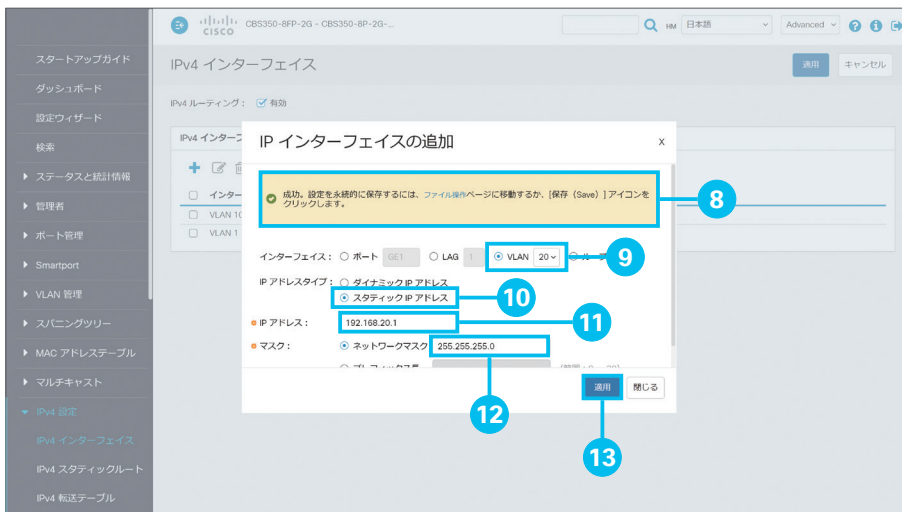 CISCO
CBS350-8FP-2G - CBS350-8P-2G-...
HM 日本語
Advanced
スタートアップガイド
ダッシュボード
設定ウィザード
検索
ステータスと統計情報
管理者
ポート管理
Smartport
VLAN 管理
スパニングツリー
MAC アドレステーブル
マルチキャスト
IPv4 設定
IPv4 インターフェイス
IPv4 スタティックルート
IPv4 転送テーブル
IPv4 インターフェイス
適用 キャンセル
IPv4 ルーティング： 有効
IPv4 インターフ
インター
VLAN 10
VLAN 1
IP インターフェイスの追加 x
成功。設定を永続的に保存するには、ファイル操作ページに移動するか、[保存（Save）] アイコンを
クリックします。
8
インターフェイス： ポート GE1 LAG 1 VLAN 20
9
IP アドレスタイプ： ダイナミック IP アドレス
スタティック IP アドレス
10
IP アドレス： 192.168.20.1
11
マスク： ネットワークマスク 255.255.255.0
12
適用 閉じる
13